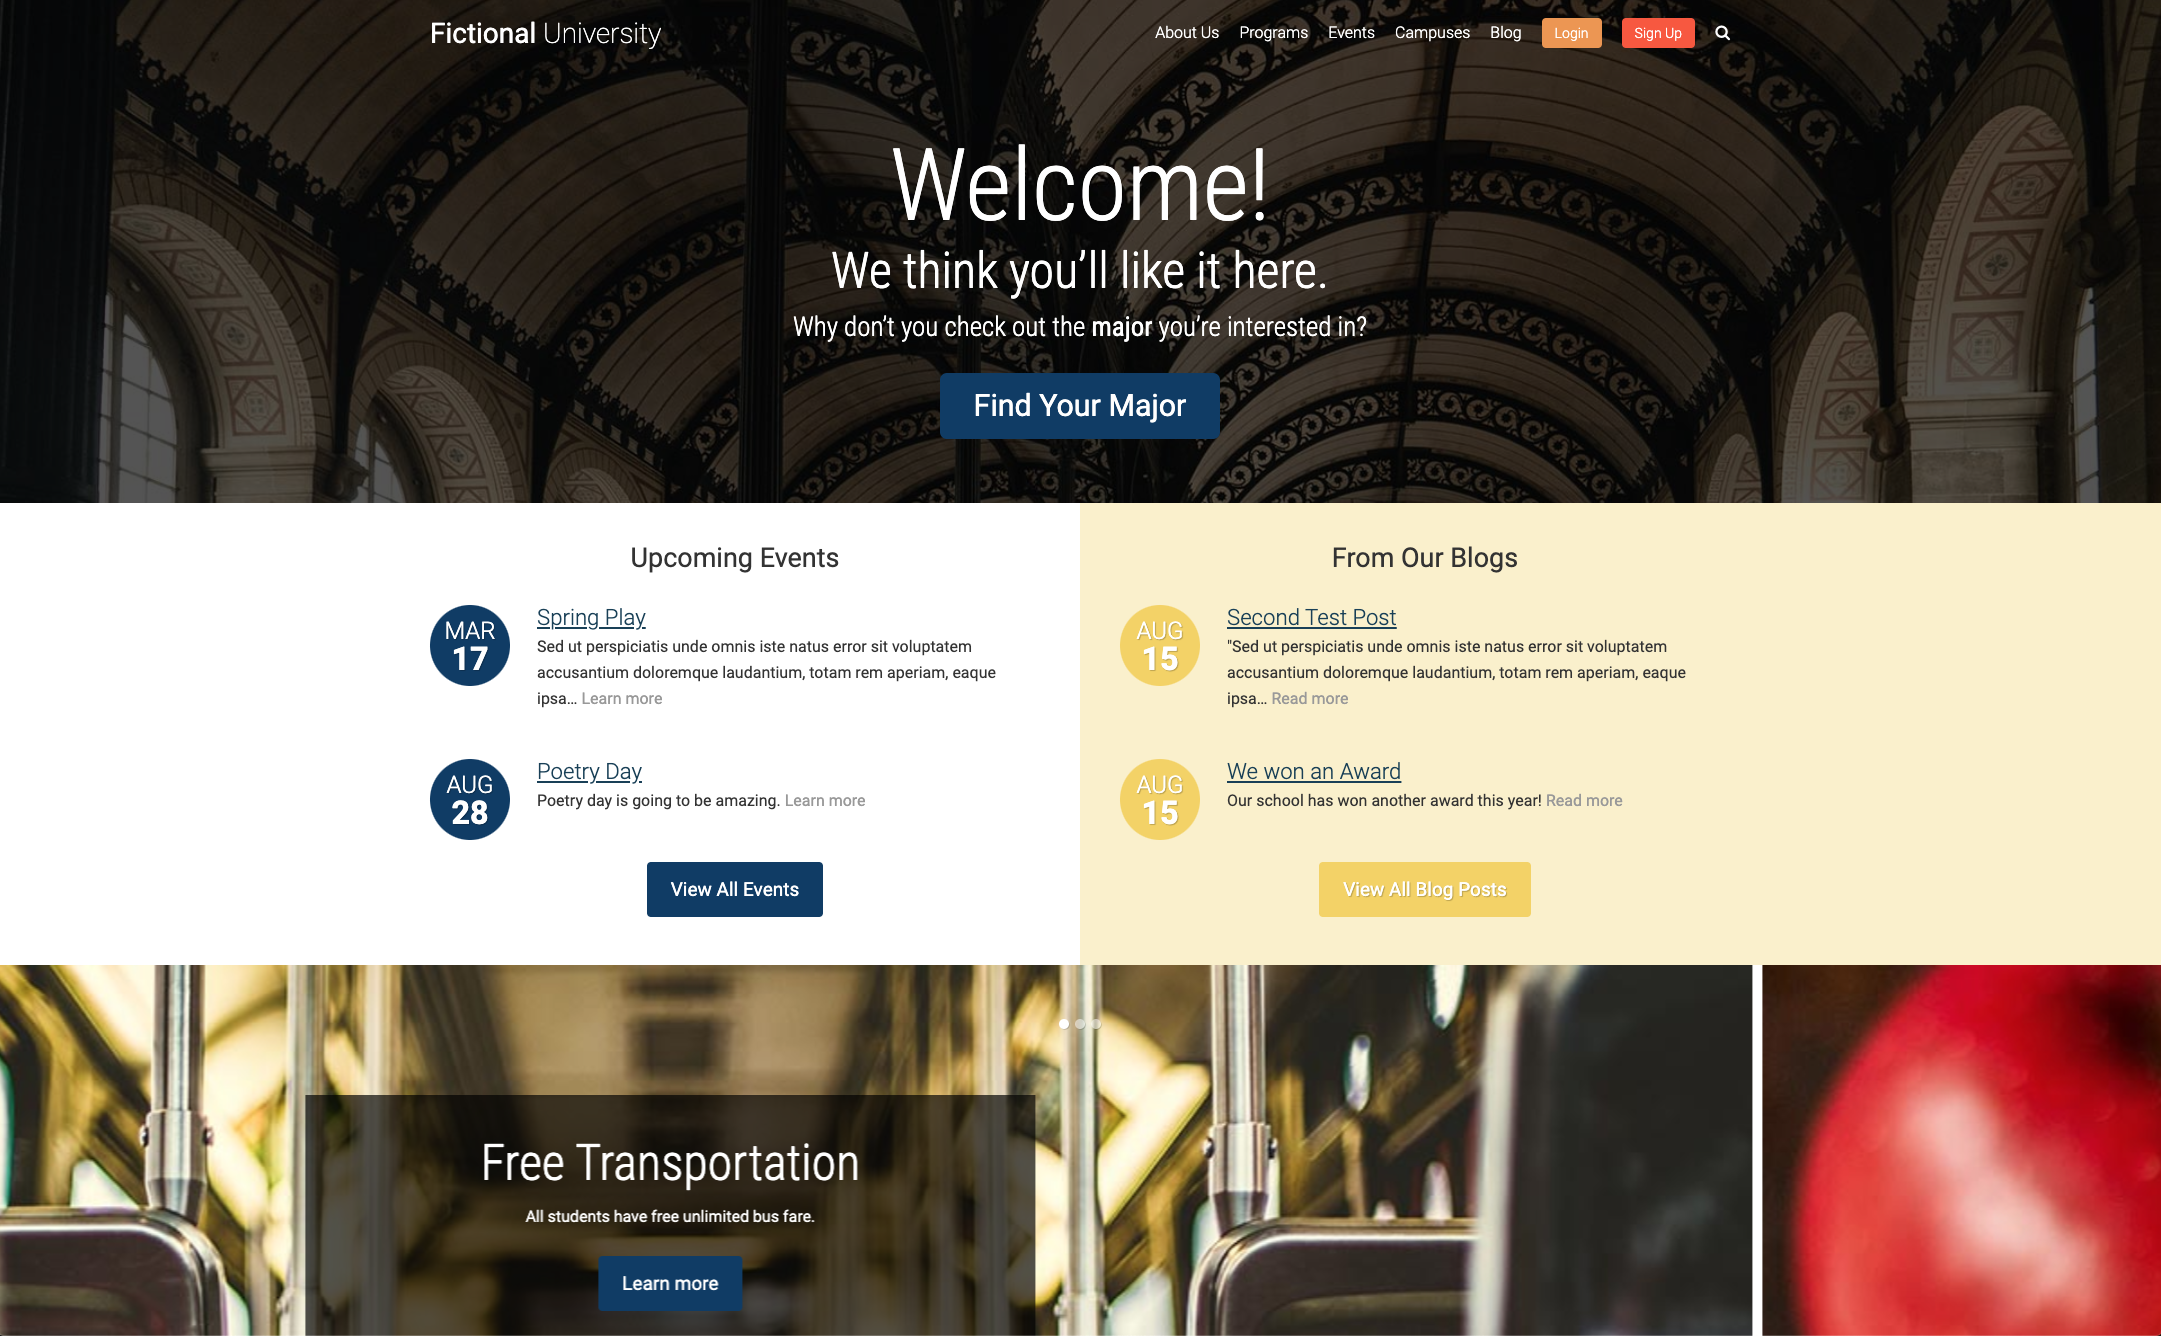 Fictional University
About Us Programs Events Campuses Blog Login Sign Up
Welcome!
We think you’ll like it here.
Why don’t you check out the major you’re interested in?
Find Your Major
Upcoming Events
MAR
17
Spring Play
Sed ut perspiciatis unde omnis iste natus error sit voluptatem
accusantium doloremque laudantium, totam rem aperiam, eaque
ipsa… Learn more
AUG
28
Poetry Day
Poetry day is going to be amazing. Learn more
View All Events
From Our Blogs
AUG
15
Second Test Post
"Sed ut perspiciatis unde omnis iste natus error sit voluptatem
accusantium doloremque laudantium, totam rem aperiam, eaque
ipsa… Read more
AUG
15
We won an Award
Our school has won another award this year! Read more
View All Blog Posts
Free Transportation
All students have free unlimited bus fare.
Learn more